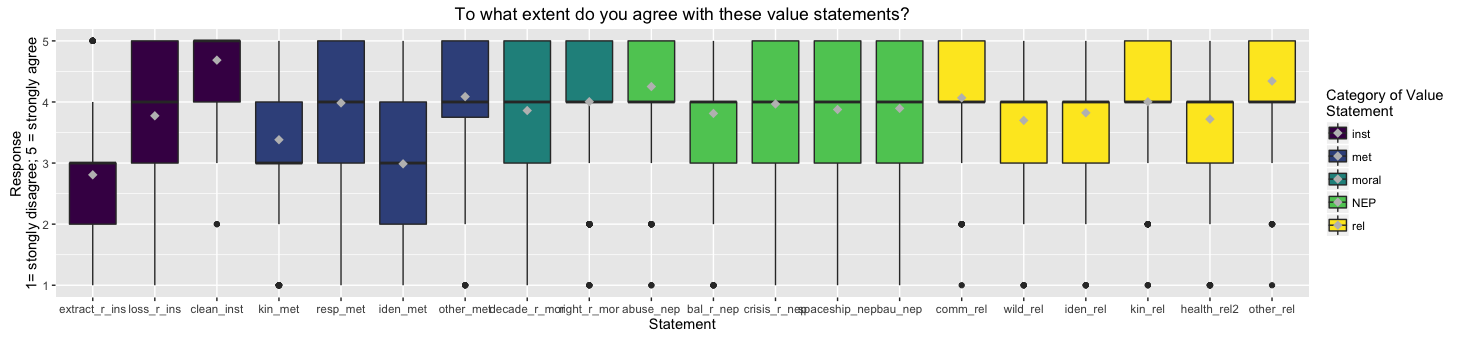 To what extent do you agree with these value statements?
Response
1= stongly disagree; 5 = strongly agree
5
4
3
2
1
extract_r_ins loss_r_ins clean_inst kin_met resp_met iden_met other_met decade_r_mor right_r_mor abuse_nep bal_r_nep crisis_r_nep spaceship_nep bau_nep comm_rel wild_rel iden_rel kin_rel health_rel2 other_rel
Statement
Category of Value
Statement
inst
met
moral
NEP
rel